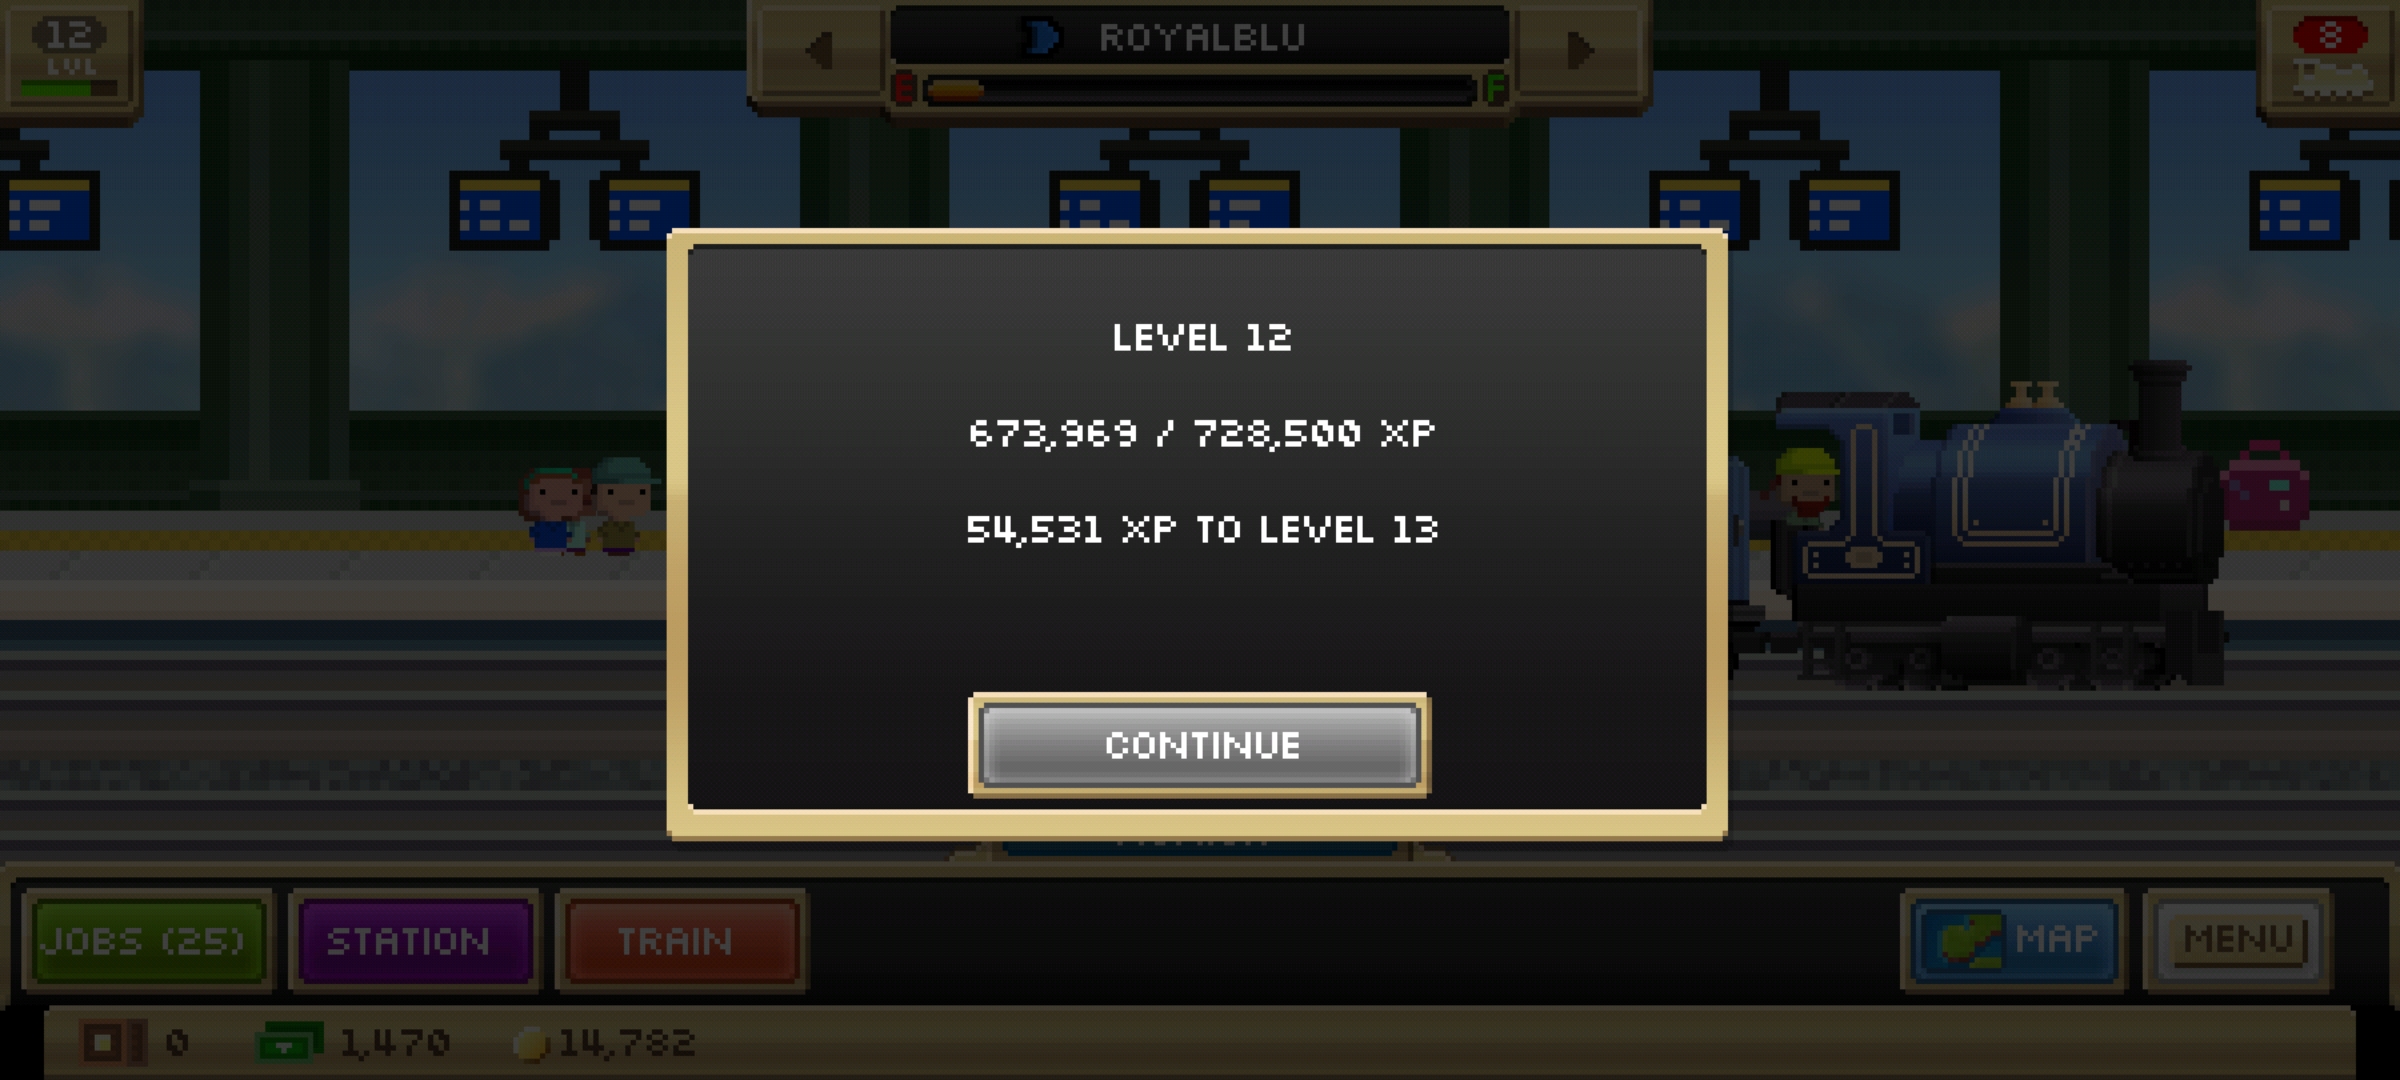 12
LVL
ROYALBLU
E F
8
LEVEL 12
673,969 / 728,500 XP
54,531 XP TO LEVEL 13
CONTINUE
JOBS (25)
STATION
TRAIN
MAP
MENU
0
1,470
14,782